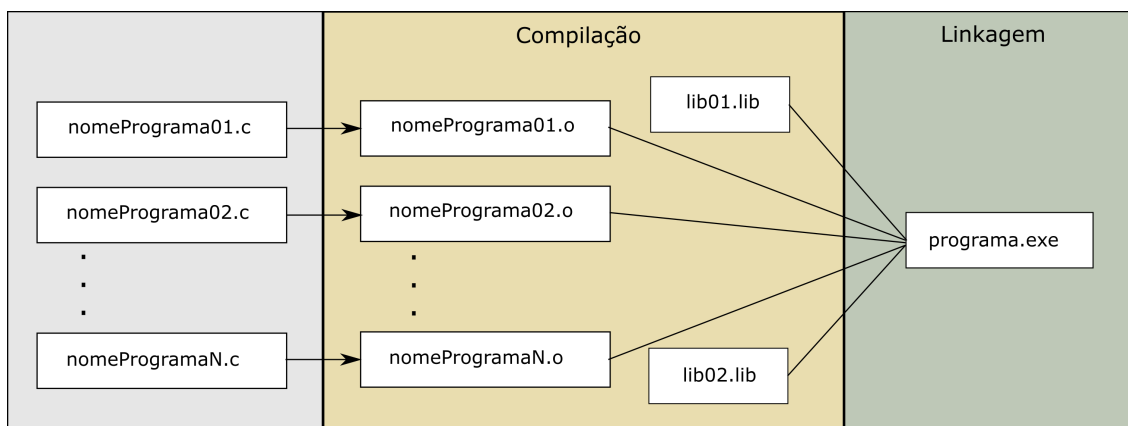 Compilação
Linkagem
nomePrograma01.c
nomePrograma01.o
lib01.lib
nomePrograma02.c
nomePrograma02.o
programa.exe
nomeProgramaN.c
nomeProgramaN.o
lib02.lib